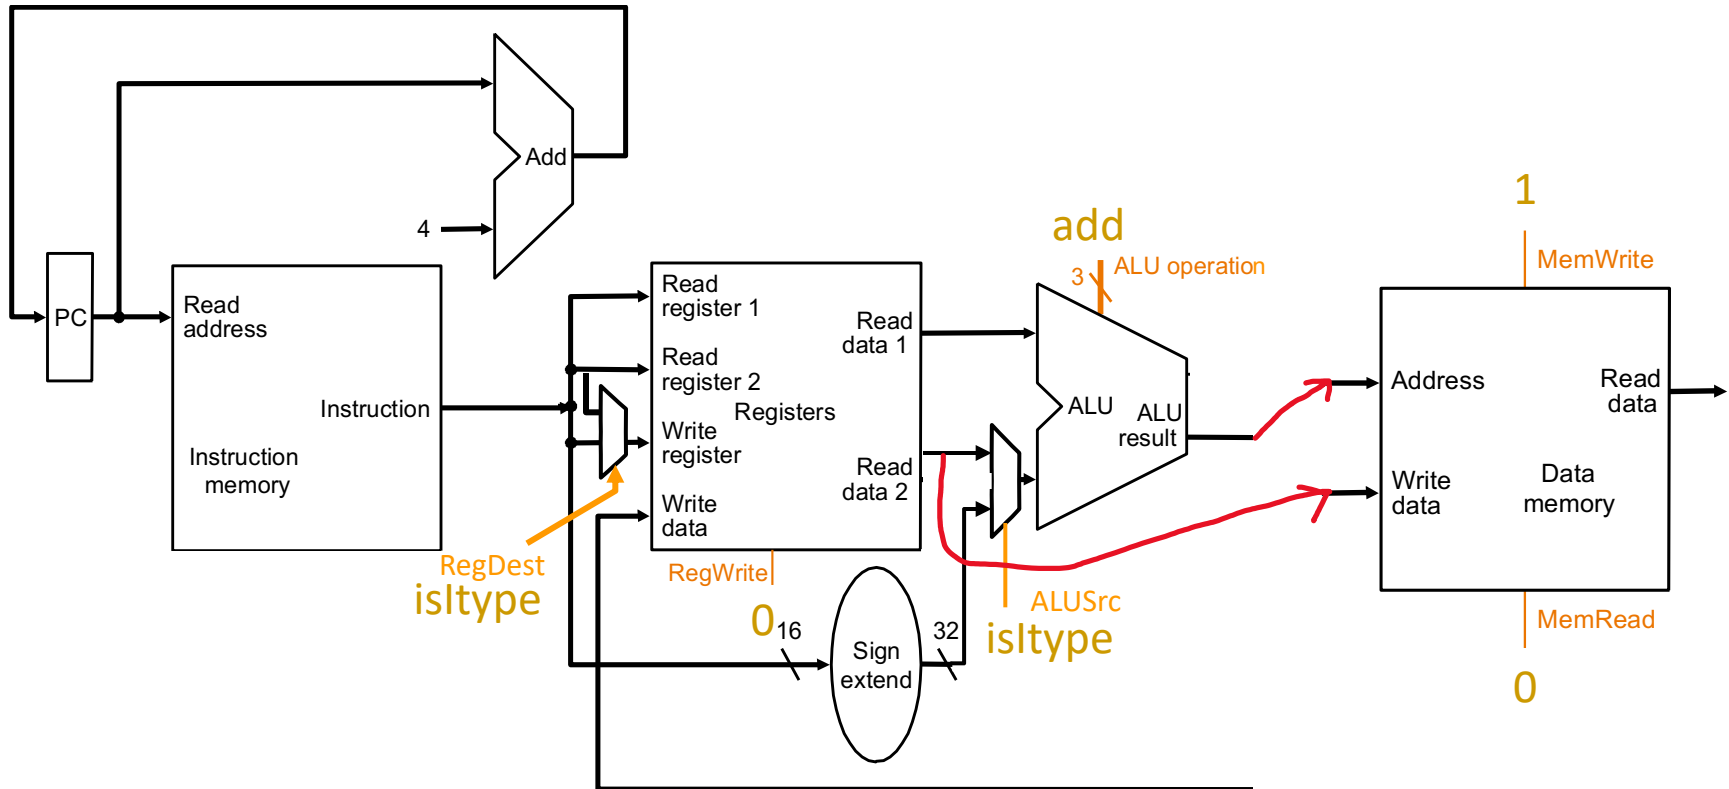 Add
4
PC
Read
address
Instruction
Instruction
memory
RegDest
isItype
Read
register 1
Read
register 2
Registers
Write
register
Write
data
Read
data 1
Read
data 2
RegWrite
0
16
Sign
extend
32
add
3
ALU operation
ALU
ALU
result
ALUSrc
isItype
1
MemWrite
Address
Read
data
Write
data
Data
memory
MemRead
0